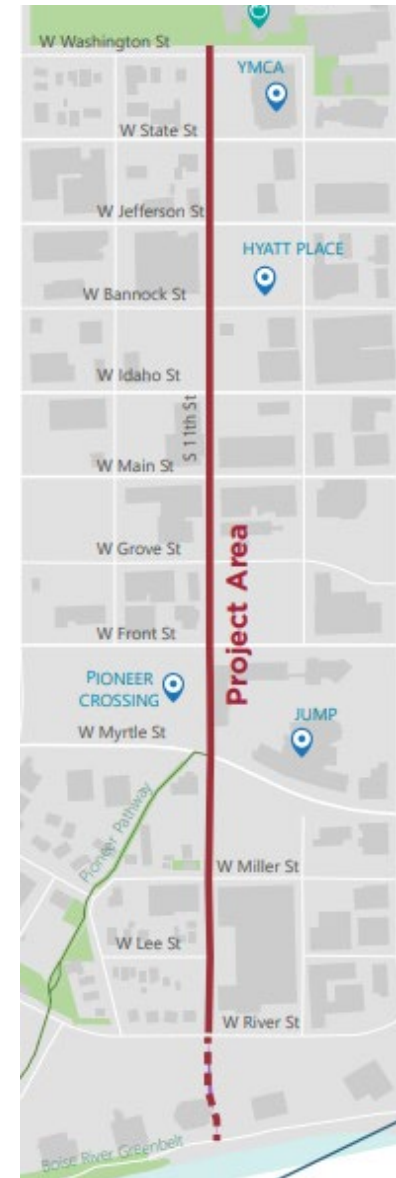 W Washington St
YMCA
W State St
W Jefferson St
HYATT PLACE
W Bannock St
W Idaho St
S 11th St
W Main St
W Grove St
Project Area
W Front St
PIONEER
CROSSING
JUMP
W Myrtle St
Pioneer Pathway
W Miller St
W Lee St
W River St
Boise River Greenbelt